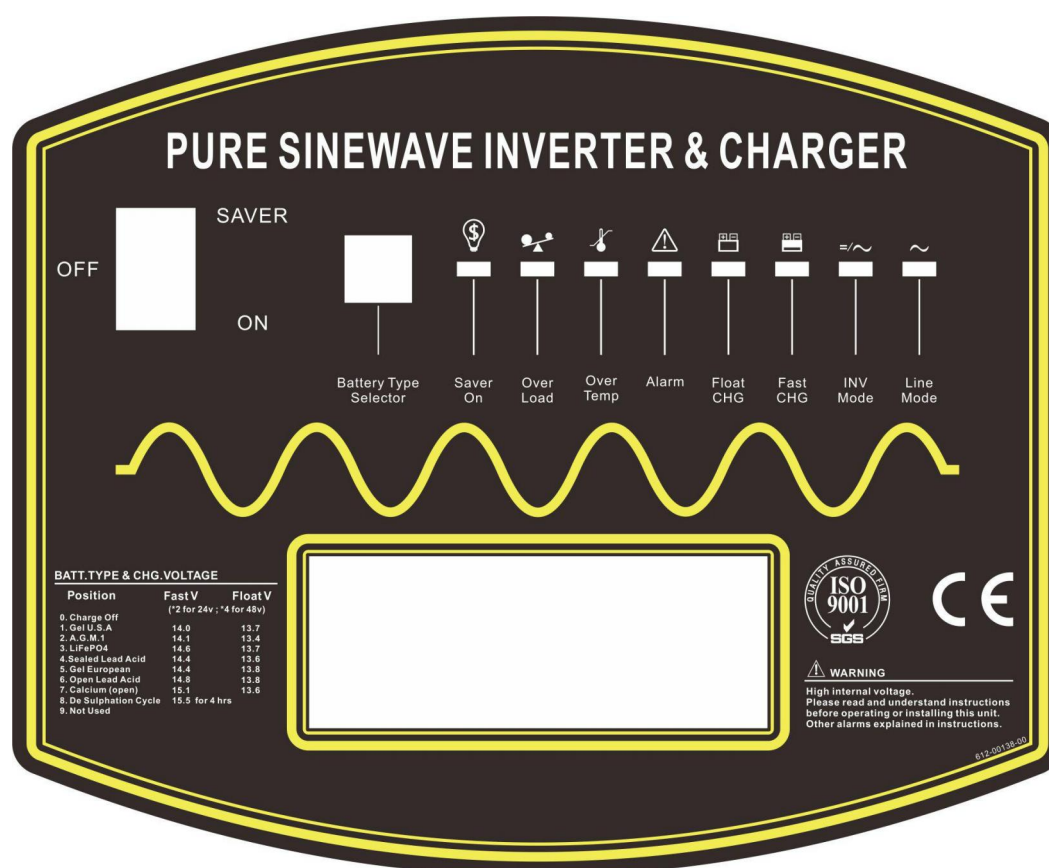 PURE SINEWAVE INVERTER & CHARGER
SAVER
OFF
ON
$
+ −
+ −
=/~
~
Battery Type
Selector
Saver
On
Over
Load
Over
Temp
Alarm
Float
CHG
Fast
CHG
INV
Mode
Line
Mode
BATT.TYPE & CHG.VOLTAGE
Position Fast V Float V
(*2 for 24v ; *4 for 48v)
0. Charge Off
1. Gel U.S.A 14.0 13.7
2. A.G.M.1 14.1 13.4
3. LiFePO4 14.6 13.7
4.Sealed Lead Acid 14.4 13.6
5. Gel European 14.4 13.8
6. Open Lead Acid 14.8 13.8
7. Calcium (open) 15.1 13.6
8. De Sulphation Cycle 15.5 for 4 hrs
9. Not Used
QUALITY ASSURED FIRM
ISO
9001
SGS
CE
! WARNING
High internal voltage.
Please read and understand instructions
before operating or installing this unit.
Other alarms explained in instructions.
612-00138-00